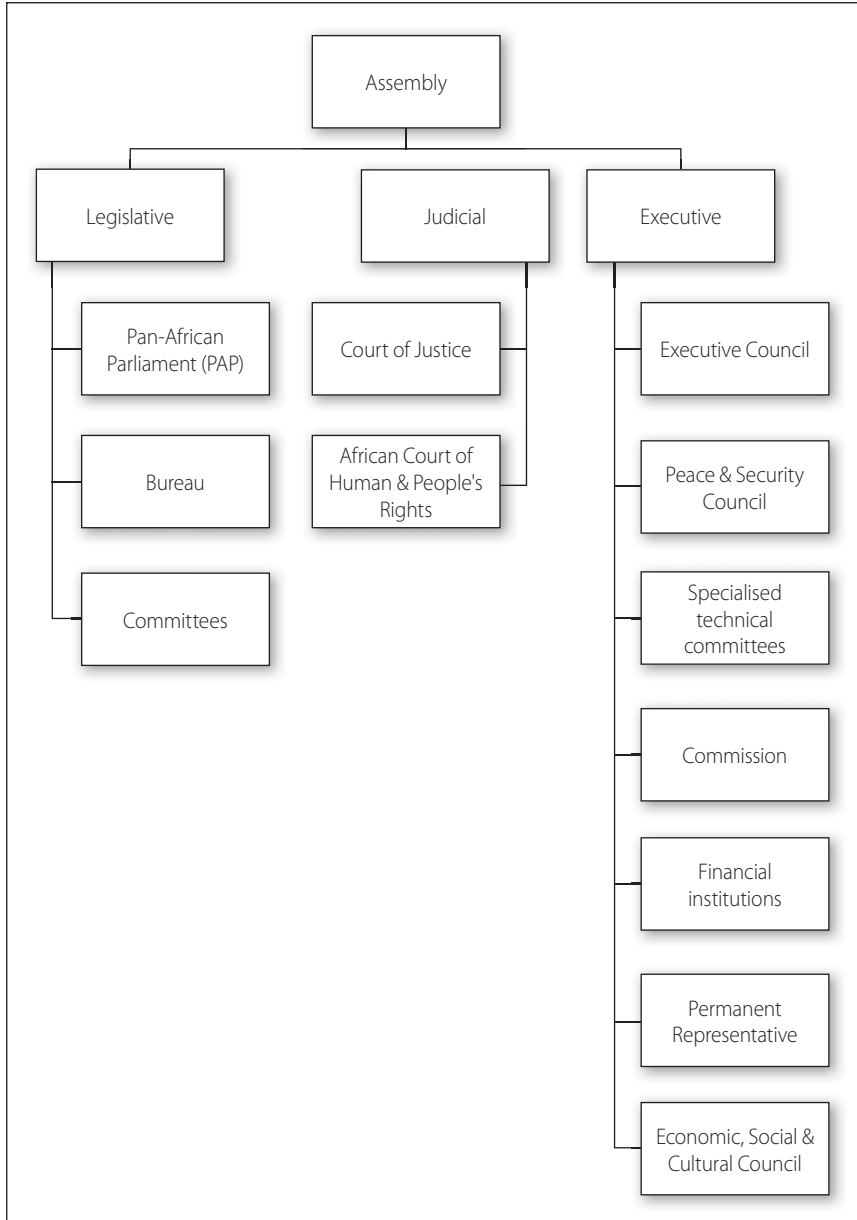 Assembly
Legislative
Judicial
Executive
Pan-African
Parliament (PAP)
Bureau
Committees
Court of Justice
African Court of
Human & People's
Rights
Executive Council
Peace & Security
Council
Specialised
technical
committees
Commission
Financial
institutions
Permanent
Representative
Economic, Social &
Cultural Council